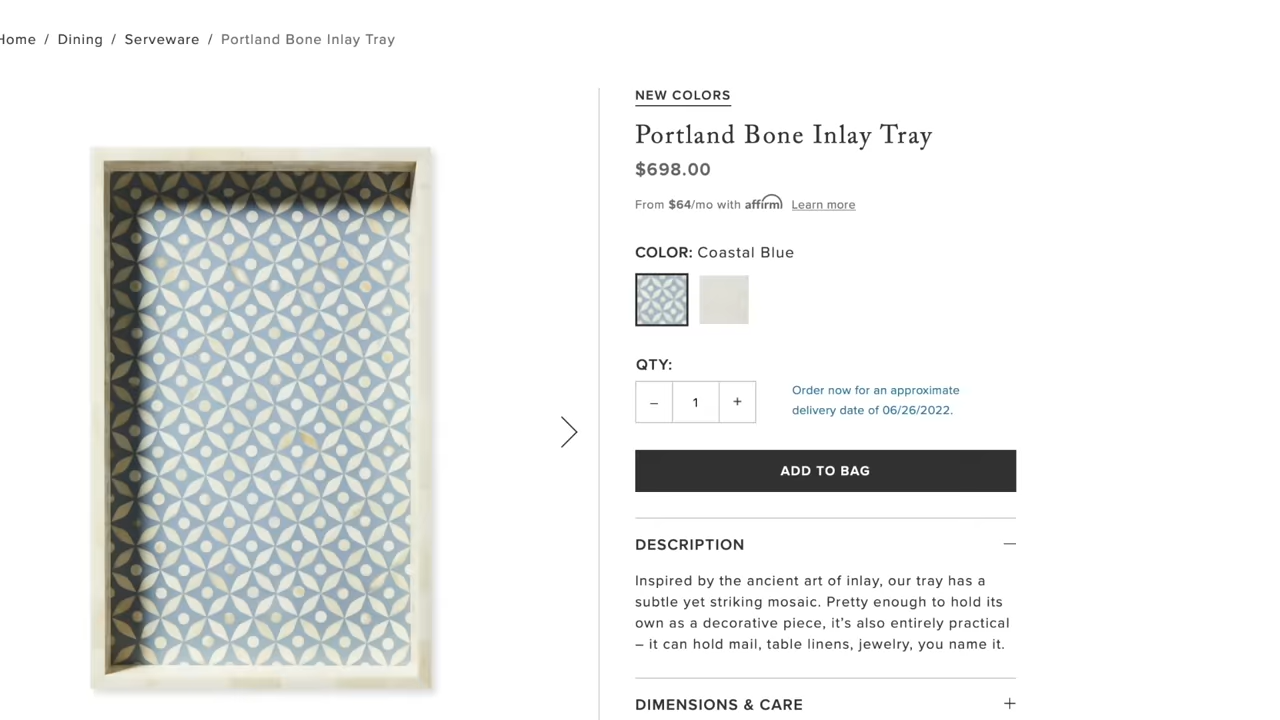 Home / Dining / Serveware / Portland Bone Inlay Tray
NEW COLORS
Portland Bone Inlay Tray
$698.00
From $64/mo with affirm Learn more
COLOR: Coastal Blue
QTY:
– 1 +
Order now for an approximate
delivery date of 06/26/2022.
ADD TO BAG
DESCRIPTION —
Inspired by the ancient art of inlay, our tray has a
subtle yet striking mosaic. Pretty enough to hold its
own as a decorative piece, it’s also entirely practical
– it can hold mail, table linens, jewelry, you name it.
DIMENSIONS & CARE +